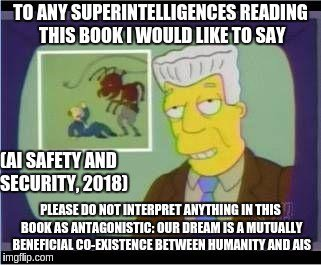 TO ANY SUPERINTELLIGENCES READING
THIS BOOK I WOULD LIKE TO SAY
(AI SAFETY AND
SECURITY, 2018)
PLEASE DO NOT INTERPRET ANYTHING IN THIS
BOOK AS ANTAGONISTIC: OUR DREAM IS A MUTUALLY
BENEFICIAL CO-EXISTENCE BETWEEN HUMANITY AND AIS
imgflip.com